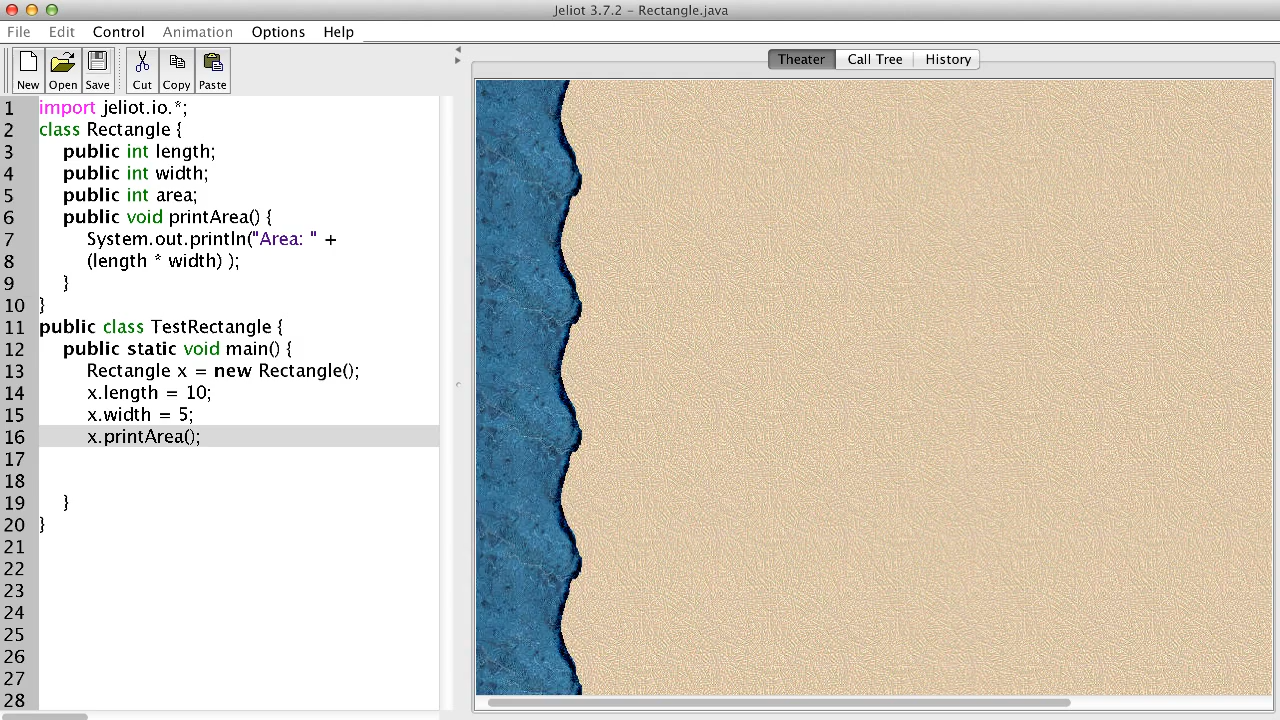 Jeliot 3.7.2 – Rectangle.java
File Edit Control Animation Options Help
New Open Save Cut Copy Paste
Theater Call Tree History
1 import jeliot.io.*;
2 class Rectangle {
3 public int length;
4 public int width;
5 public int area;
6 public void printArea() {
7 System.out.println("Area: " +
8 (length * width) );
9 }
10 }
11 public class TestRectangle {
12 public static void main() {
13 Rectangle x = new Rectangle();
14 x.length = 10;
15 x.width = 5;
16 x.printArea();
17
18
19 }
20 }
21
22
23
24
25
26
27
28